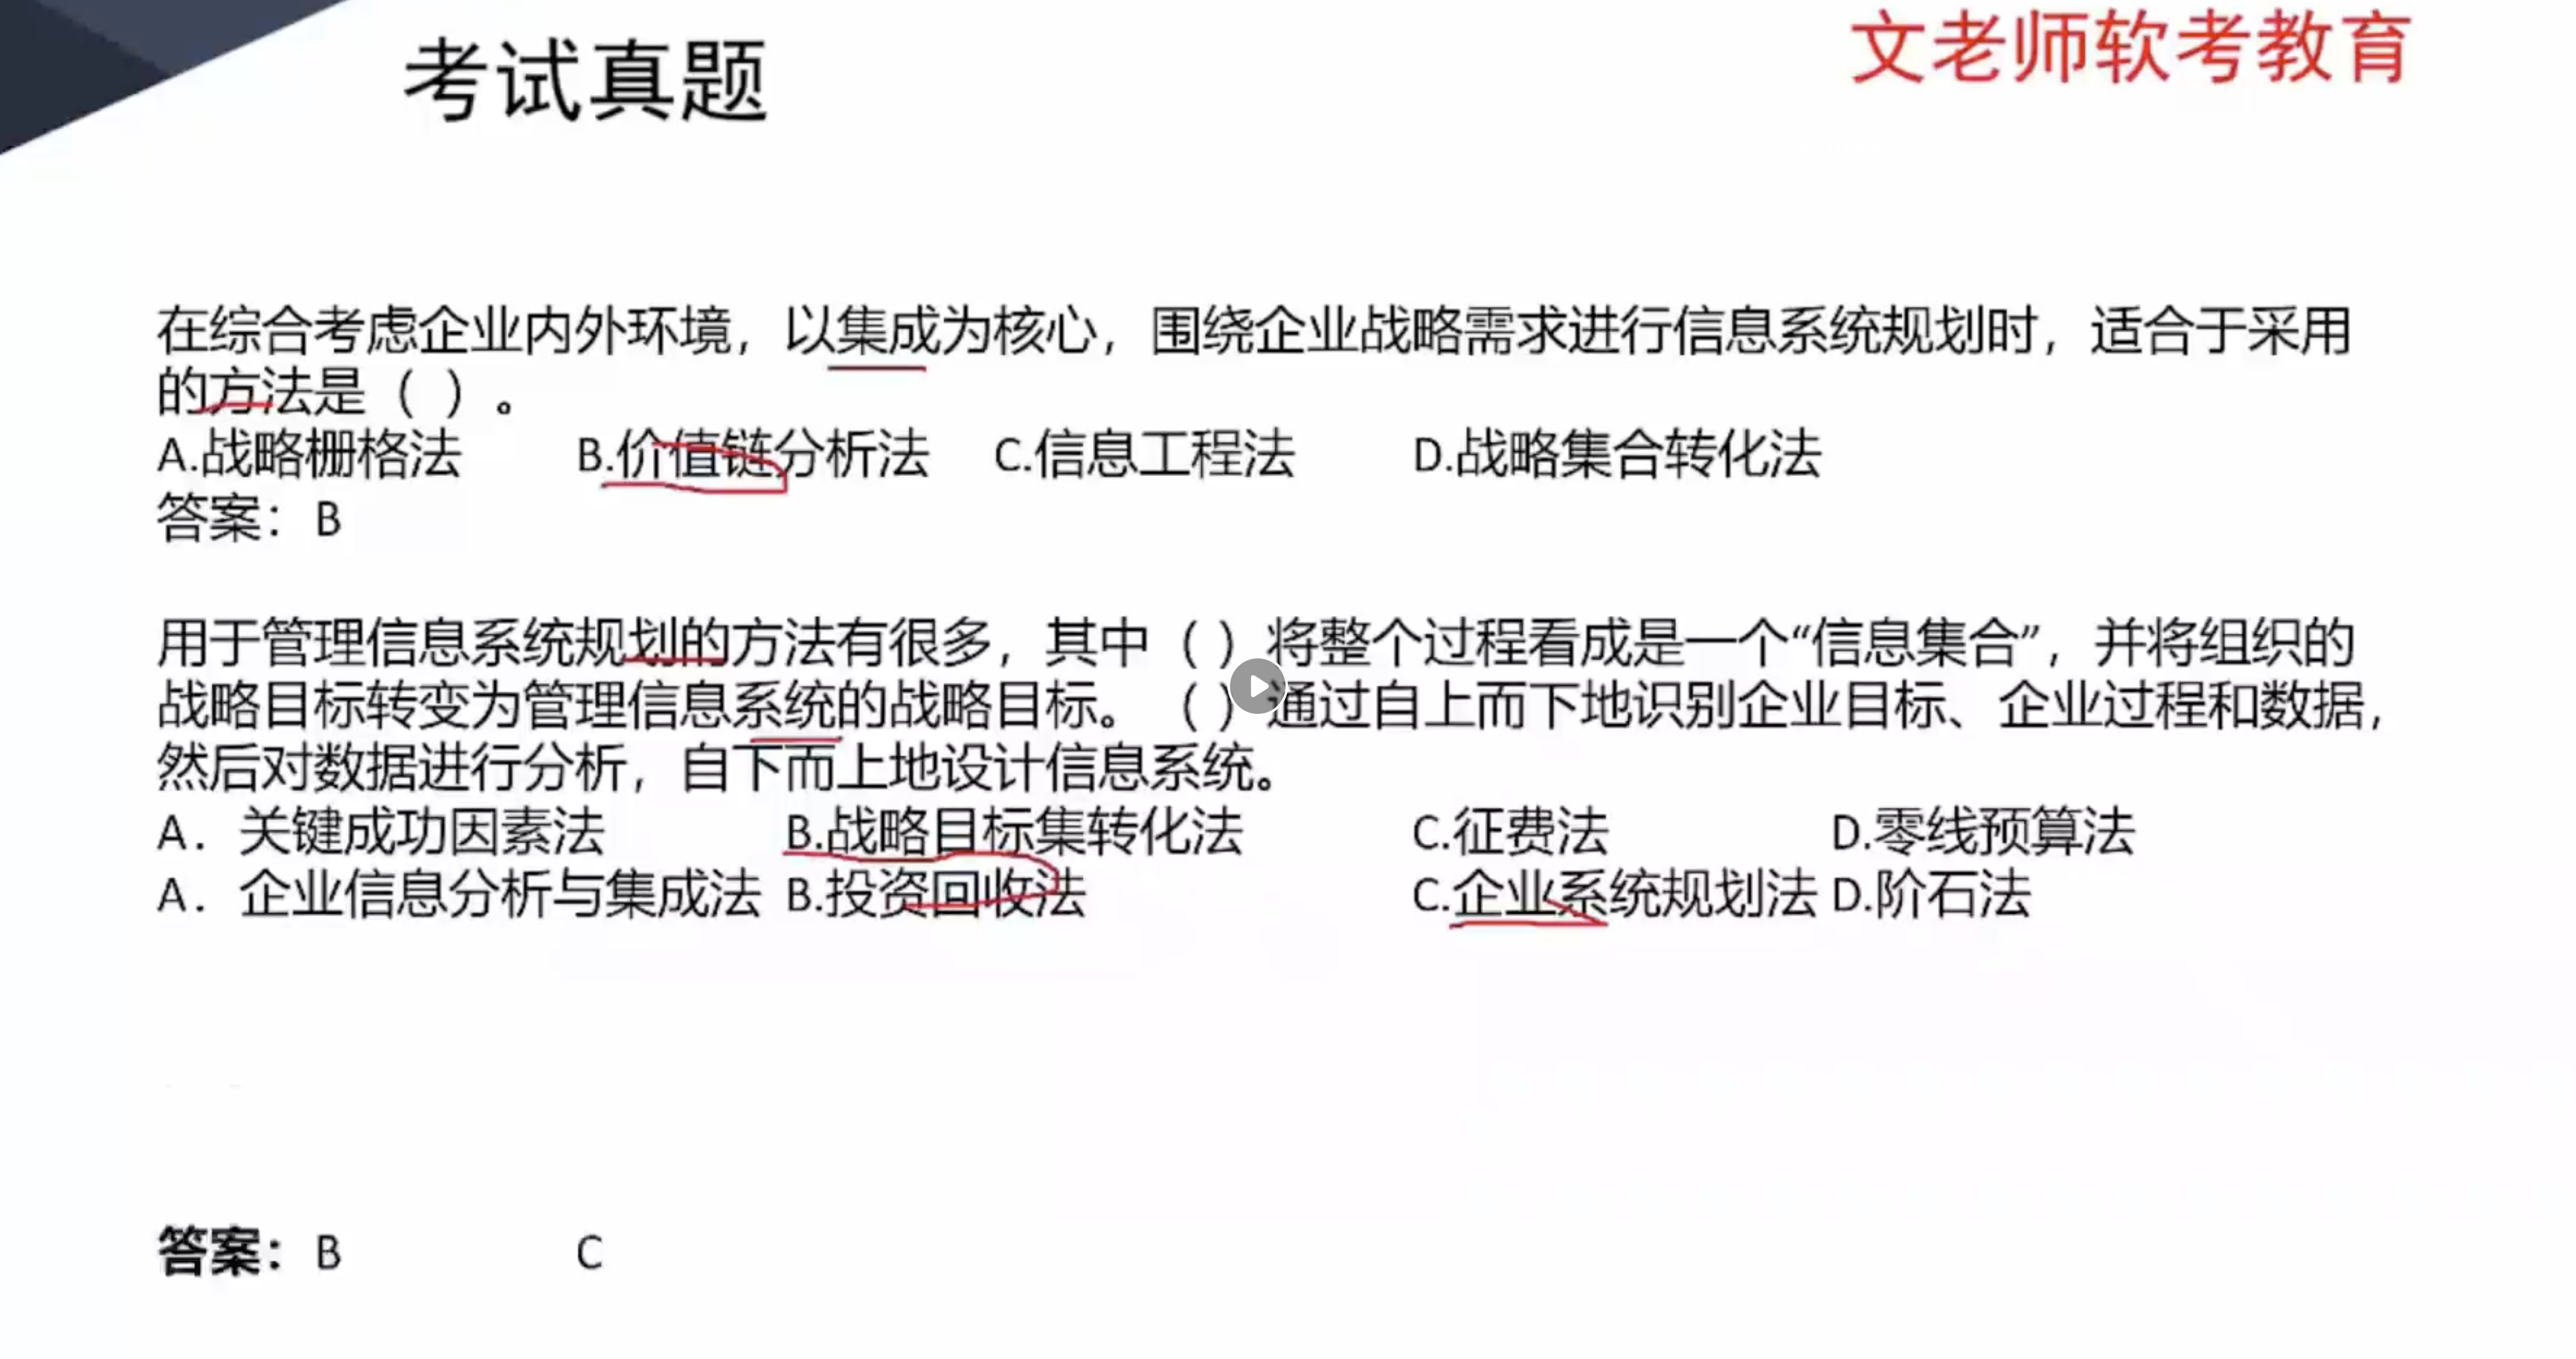 考试真题
文老师软考教育
在综合考虑企业内外环境，以集成为核心，围绕企业战略需求进行信息系统规划时，适合于采用
的方法是（ ）。
A.战略栅格法 B.价值链分析法 C.信息工程法 D.战略集合转化法
答案：B
用于管理信息系统规划的方法有很多，其中（ ）将整个过程看成是一个“信息集合”，并将组织的
战略目标转变为管理信息系统的战略目标。（ ）通过自上而下地识别企业目标、企业过程和数据，
然后对数据进行分析，自下而上地设计信息系统。
A．关键成功因素法 B.战略目标集转化法 C.征费法 D.零线预算法
A．企业信息分析与集成法 B.投资回收法 C.企业系统规划法 D.阶石法
答案：B C